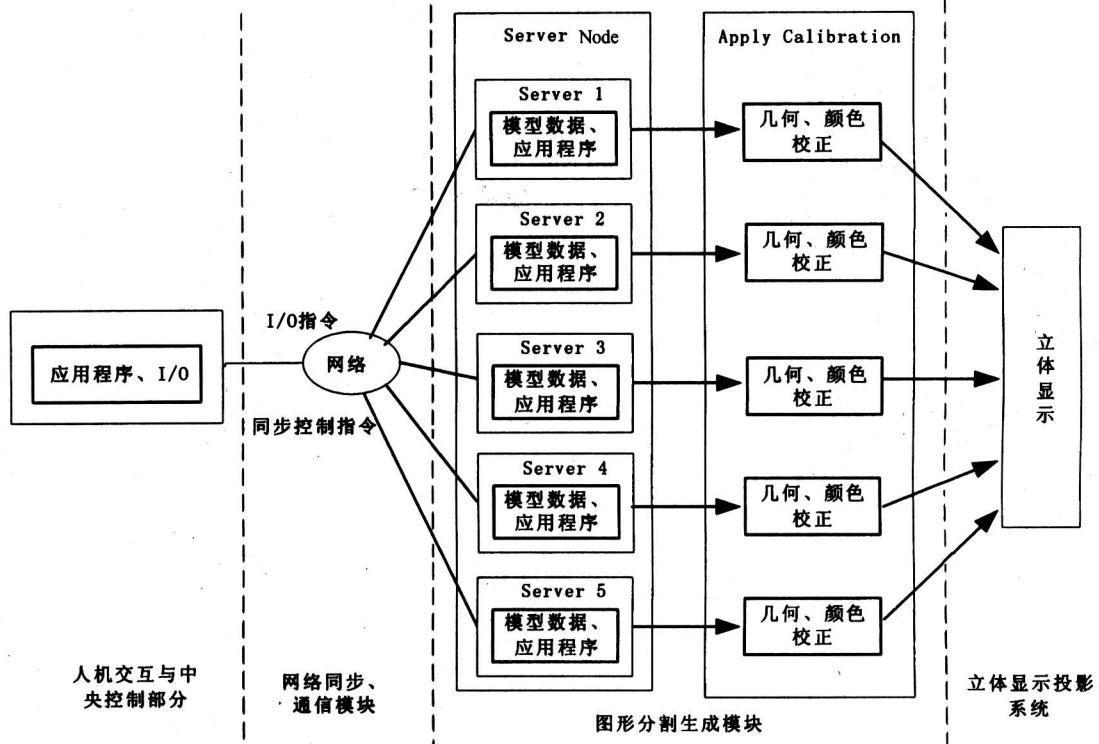 Server Node
Apply Calibration
Server 1
模型数据、
应用程序
几何、颜色
校正
Server 2
模型数据、
应用程序
几何、颜色
校正
I/O指令
网络
同步控制指令
应用程序、I/O
Server 3
模型数据、
应用程序
几何、颜色
校正
立
体
显
示
Server 4
模型数据、
应用程序
几何、颜色
校正
Server 5
模型数据、
应用程序
几何、颜色
校正
人机交互与中
央控制部分
网络同步、
通信模块
图形分割生成模块
立体显示投影
系统